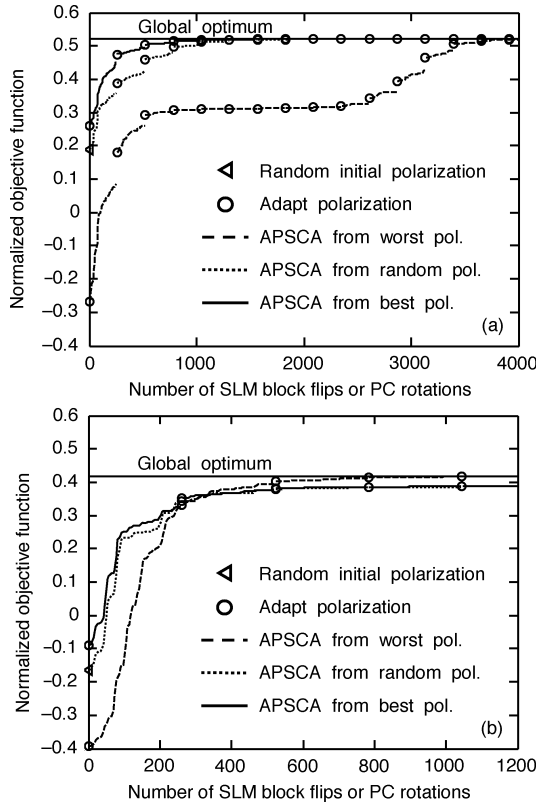 0.6
Global optimum
0.5
0.4
0.3
0.2
0.1
0
–0.1
–0.2
–0.3
–0.4
Normalized objective function
Random initial polarization
Adapt polarization
APSCA from worst pol.
APSCA from random pol.
APSCA from best pol.
(a)
0 1000 2000 3000 4000
Number of SLM block flips or PC rotations
0.6
0.5
Global optimum
0.4
0.3
0.2
0.1
0
–0.1
–0.2
–0.3
–0.4
Normalized objective function
Random initial polarization
Adapt polarization
APSCA from worst pol.
APSCA from random pol.
APSCA from best pol.
(b)
0 200 400 600 800 1000 1200
Number of SLM block flips or PC rotations